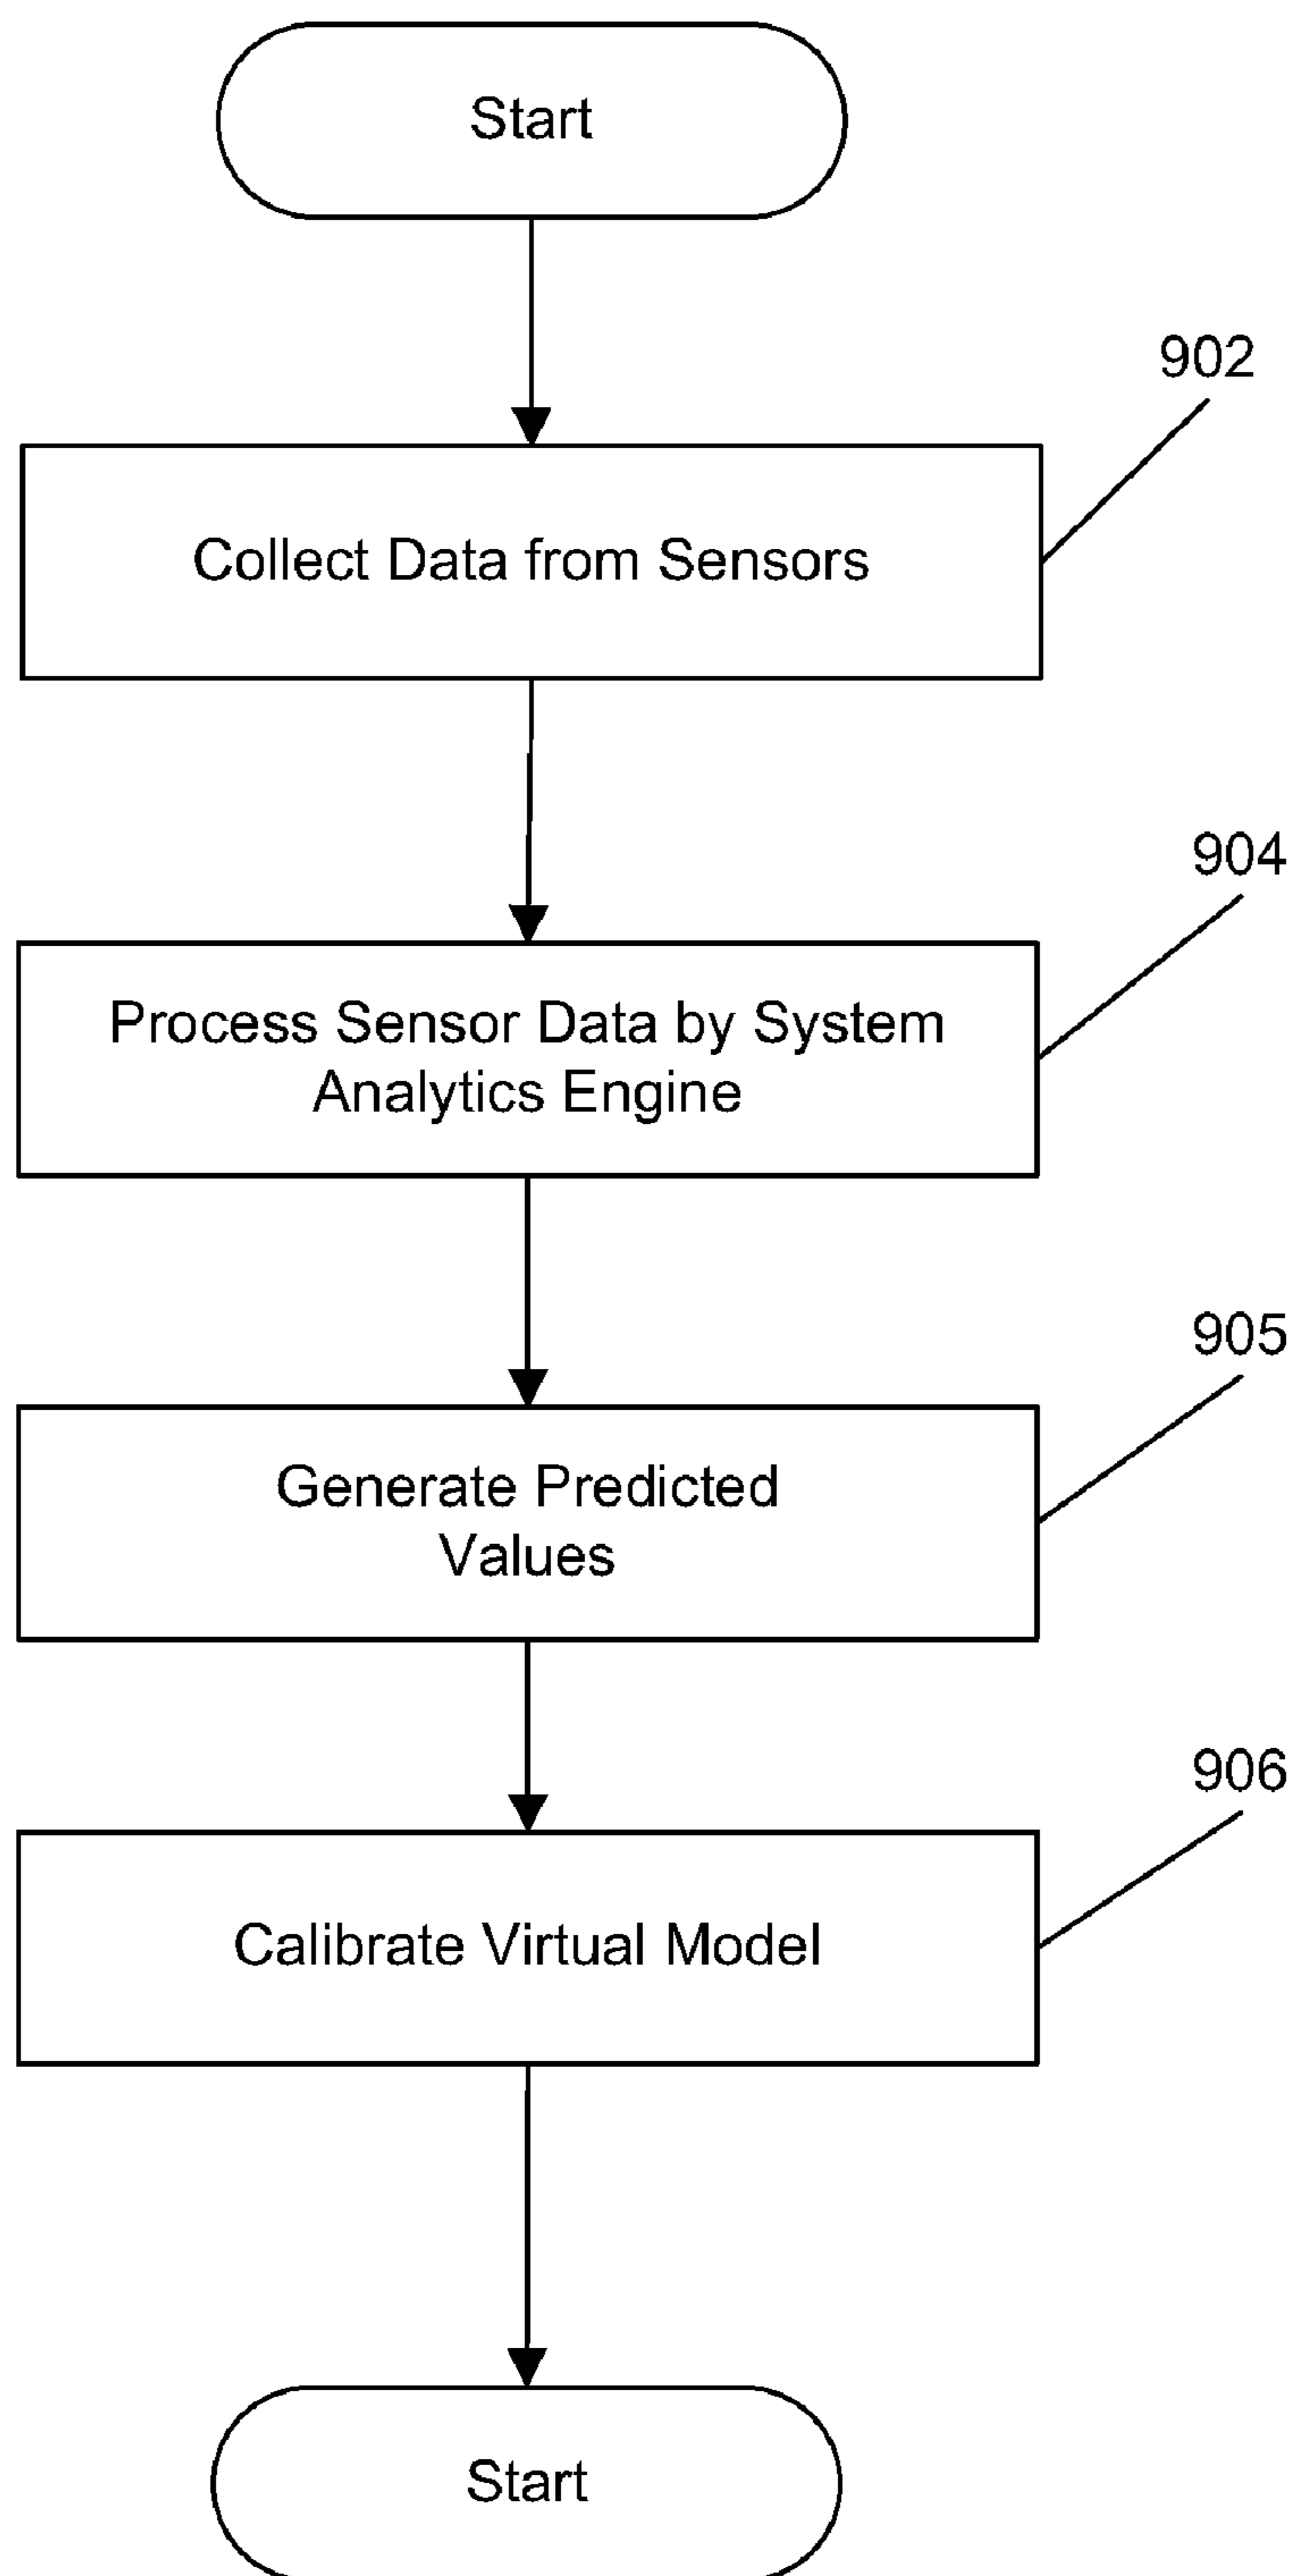 Start
902
Collect Data from Sensors
904
Process Sensor Data by System
Analytics Engine
905
Generate Predicted
Values
906
Calibrate Virtual Model
Start